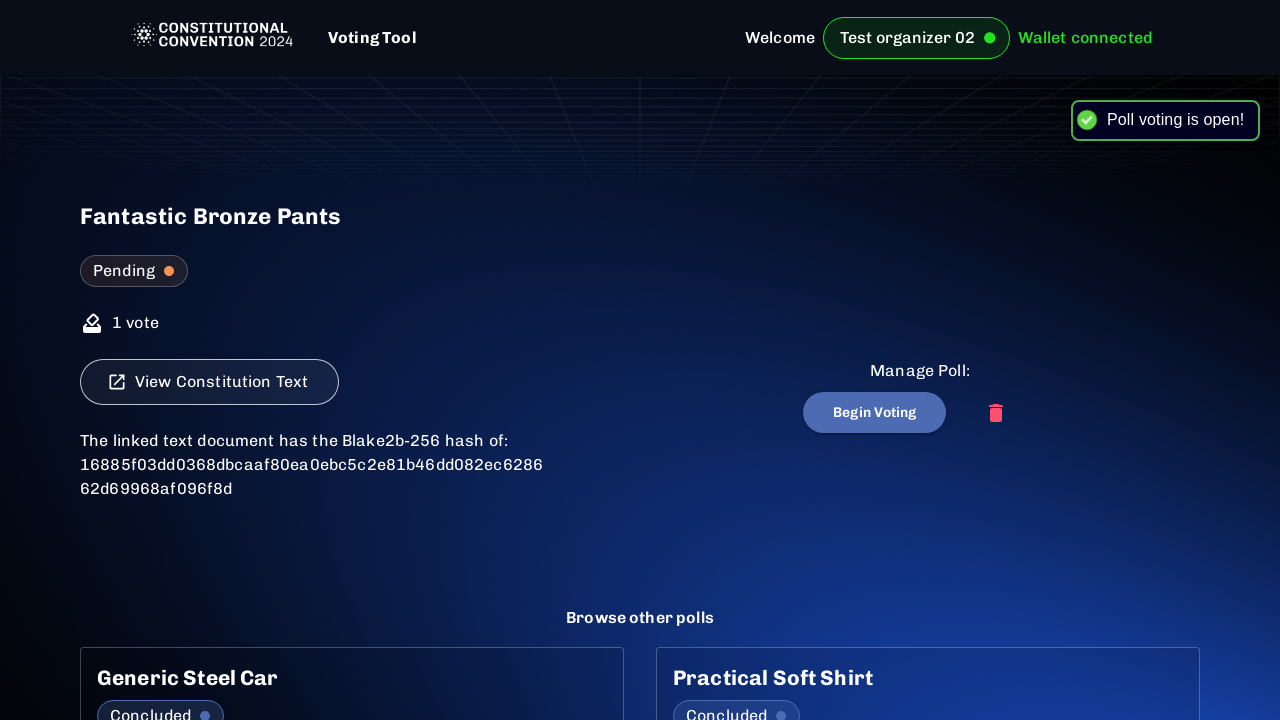 CONSTITUTIONAL
CONVENTION 2024
Voting Tool
Welcome
Test organizer 02
Wallet connected
Poll voting is open!
Fantastic Bronze Pants
Pending
1 vote
View Constitution Text
Manage Poll:
Begin Voting
The linked text document has the Blake2b-256 hash of:
16885f03dd0368dbcaaf80ea0ebc5c2e81b46dd082ec6286
62d69968af096f8d
Browse other polls
Generic Steel Car
Practical Soft Shirt
Concluded
Concluded